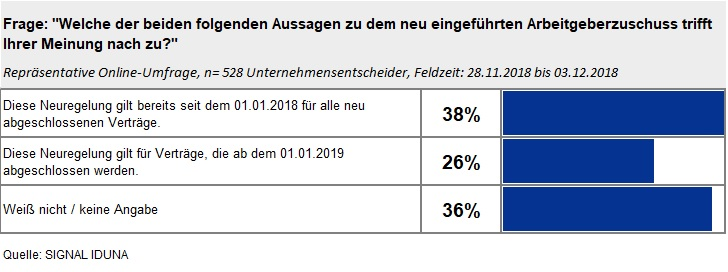 Frage: "Welche der beiden folgenden Aussagen zu dem neu eingeführten Arbeitgeberzuschuss trifft
Ihrer Meinung nach zu?"
Repräsentative Online-Umfrage, n= 528 Unternehmensentscheider, Feldzeit: 28.11.2018 bis 03.12.2018
Diese Neuregelung gilt bereits seit dem 01.01.2018 für alle neu
abgeschlossenen Verträge.
38%
Diese Neuregelung gilt für Verträge, die ab dem 01.01.2019
abgeschlossen werden.
26%
Weiß nicht / keine Angabe
36%
Quelle: SIGNAL IDUNA